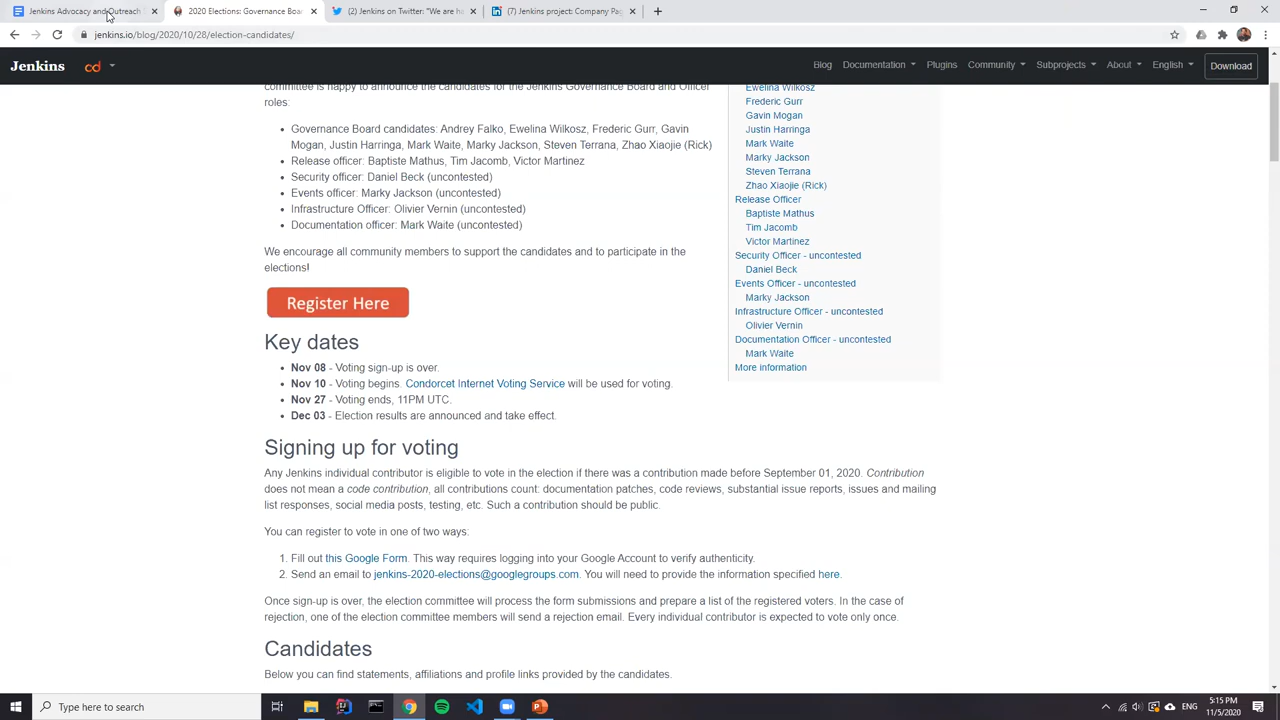 Jenkins Advocacy and Outreach
2020 Elections: Governance Boar
(2) Jenkins on Twitter: "We are ha
(7) Jenkins project: Company Pag
jenkins.io/blog/2020/10/28/election-candidates/
Jenkins
cd
Blog
Documentation
Plugins
Community
Subprojects
About
English
Download
committee is happy to announce the candidates for the Jenkins Governance Board and Officer
roles:
Governance Board candidates: Andrey Falko, Ewelina Wilkosz, Frederic Gurr, Gavin
Mogan, Justin Harringa, Mark Waite, Marky Jackson, Steven Terrana, Zhao Xiaojie (Rick)
Release officer: Baptiste Mathus, Tim Jacomb, Victor Martinez
Security officer: Daniel Beck (uncontested)
Events officer: Marky Jackson (uncontested)
Infrastructure Officer: Olivier Vernin (uncontested)
Documentation officer: Mark Waite (uncontested)
We encourage all community members to support the candidates and to participate in the
elections!
Register Here
Ewelina Wilkosz
Frederic Gurr
Gavin Mogan
Justin Harringa
Mark Waite
Marky Jackson
Steven Terrana
Zhao Xiaojie (Rick)
Release Officer
Baptiste Mathus
Tim Jacomb
Victor Martinez
Security Officer - uncontested
Daniel Beck
Events Officer - uncontested
Marky Jackson
Infrastructure Officer - uncontested
Olivier Vernin
Documentation Officer - uncontested
Mark Waite
More information
Key dates
Nov 08 - Voting sign-up is over.
Nov 10 - Voting begins. Condorcet Internet Voting Service will be used for voting.
Nov 27 - Voting ends, 11PM UTC.
Dec 03 - Election results are announced and take effect.
Signing up for voting
Any Jenkins individual contributor is eligible to vote in the election if there was a contribution made before September 01, 2020. Contribution
does not mean a code contribution, all contributions count: documentation patches, code reviews, substantial issue reports, issues and mailing
list responses, social media posts, testing, etc. Such a contribution should be public.
You can register to vote in one of two ways:
1. Fill out this Google Form. This way requires logging into your Google Account to verify authenticity.
2. Send an email to jenkins-2020-elections@googlegroups.com. You will need to provide the information specified here.
Once sign-up is over, the election committee will process the form submissions and prepare a list of the registered voters. In the case of
rejection, one of the election committee members will send a rejection email. Every individual contributor is expected to vote only once.
Candidates
Below you can find statements, affiliations and profile links provided by the candidates.
Type here to search
5:15 PM
11/5/2020